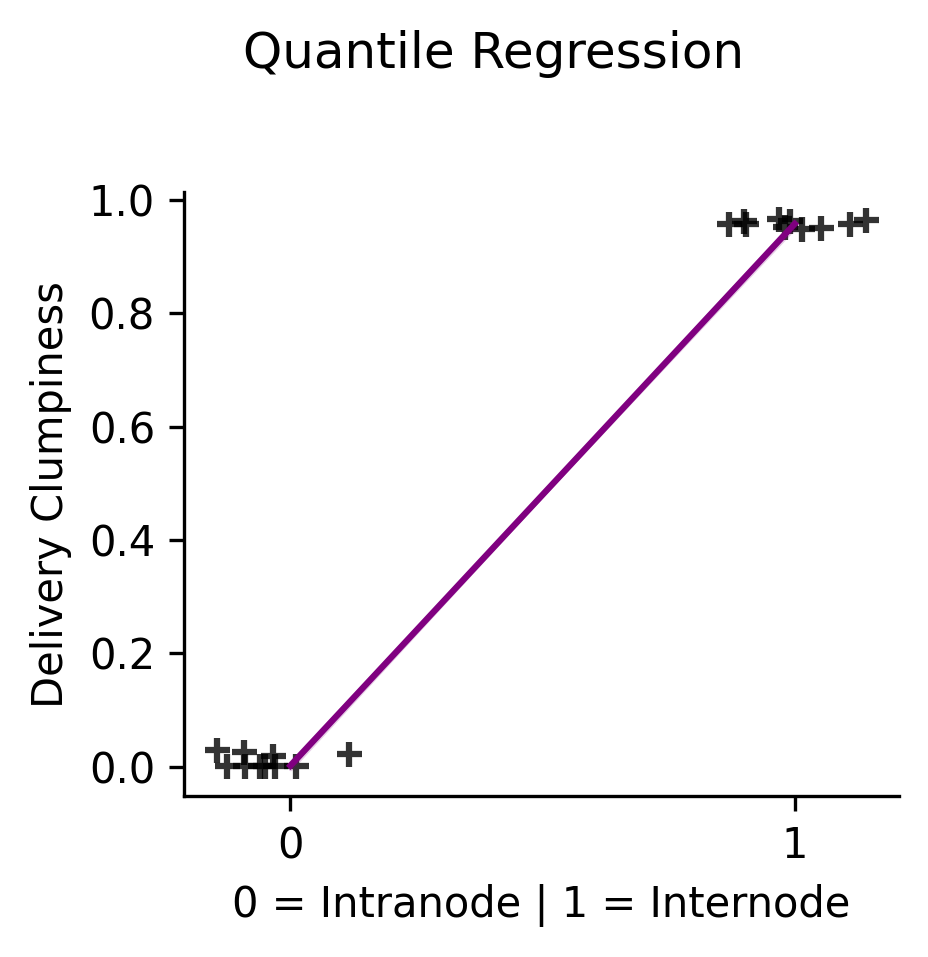 Quantile Regression
1.0
0.8
0.6
0.4
0.2
0.0
Delivery Clumpiness
0
1
0 = Intranode | 1 = Internode